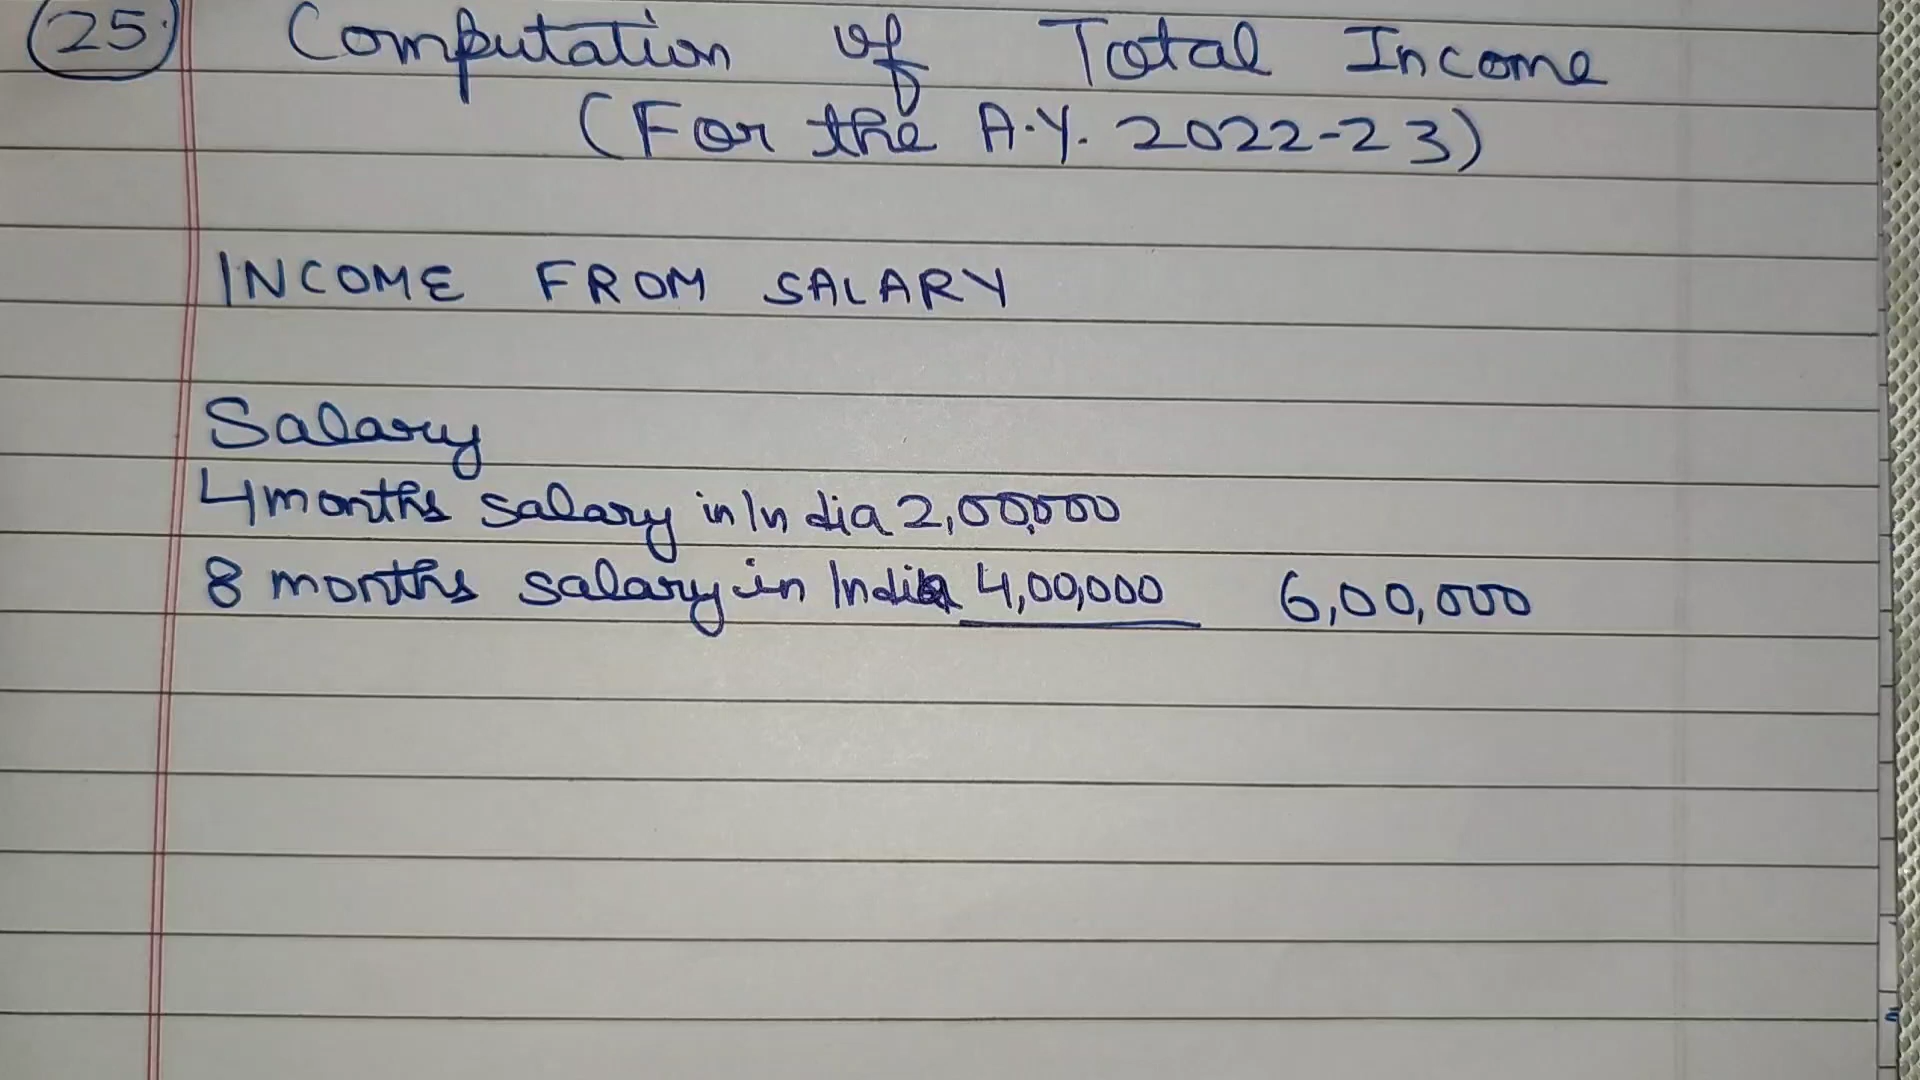 25.
Computation of Total Income
(For the A.Y. 2022-23)
INCOME FROM SALARY
Salary
4 months salary in India 2,00,000
8 months salary in India 4,00,000 6,00,000